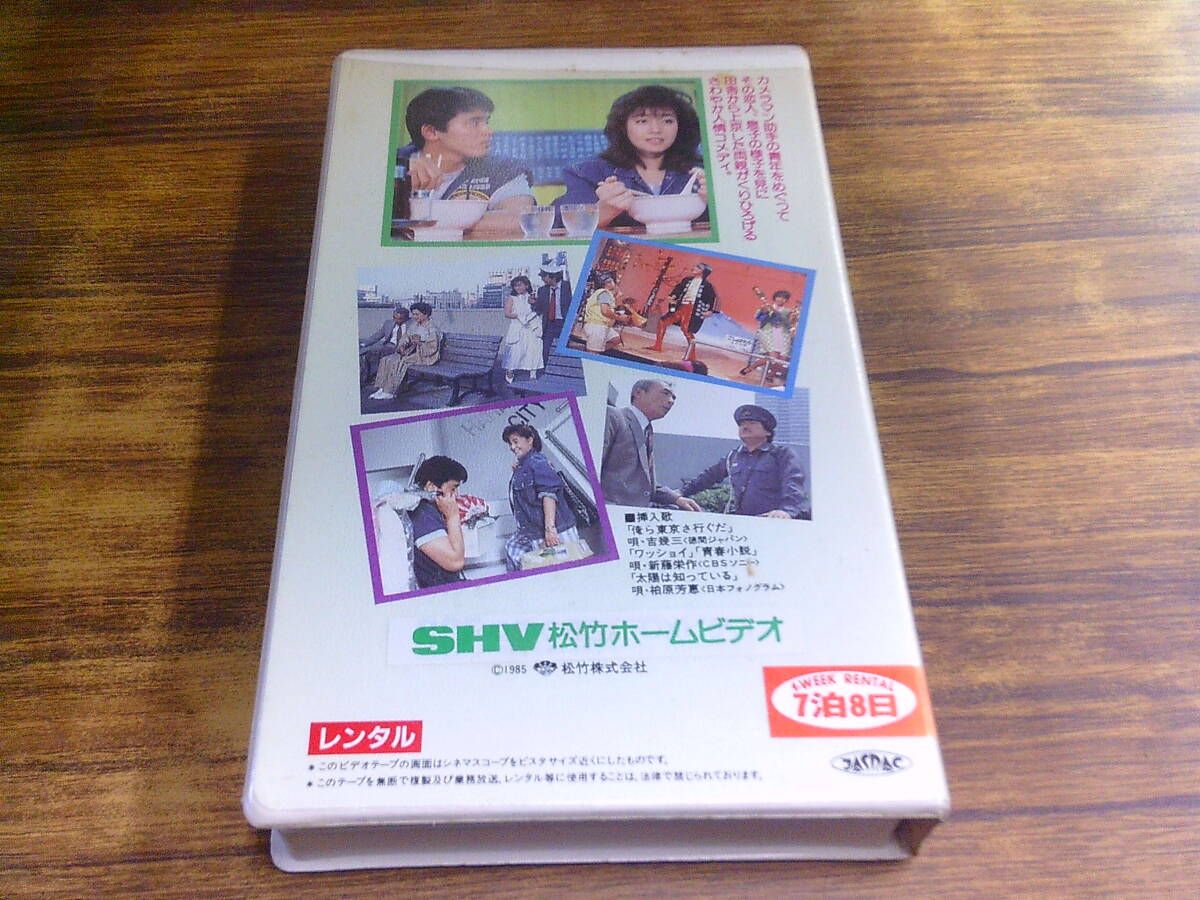 カメラマン助手の青年をめぐって
その恋人、息子の様子を見に
田舎から上京した両親がくりひろげる
さわやか人情コメディ。
CITY
■挿入歌
「俺ら東京さ行ぐだ」
唄・吉幾三〈徳間ジャパン〉
「ワッショイ」「青春小説」
唄・新藤栄作〈CBSソニー〉
「太陽は知っている」
唄・柏原芳恵〈日本フォノグラム〉
SHV 松竹ホームビデオ
©1985 松竹株式会社
1WEEK RENTAL
7泊8日
レンタル
JASRAC
＊このビデオテープの画面はシネマスコープをビスタサイズ近くにしたものです。
＊このテープを無断で複製及び業務放送、レンタル等に使用することは、法律で禁じられております。